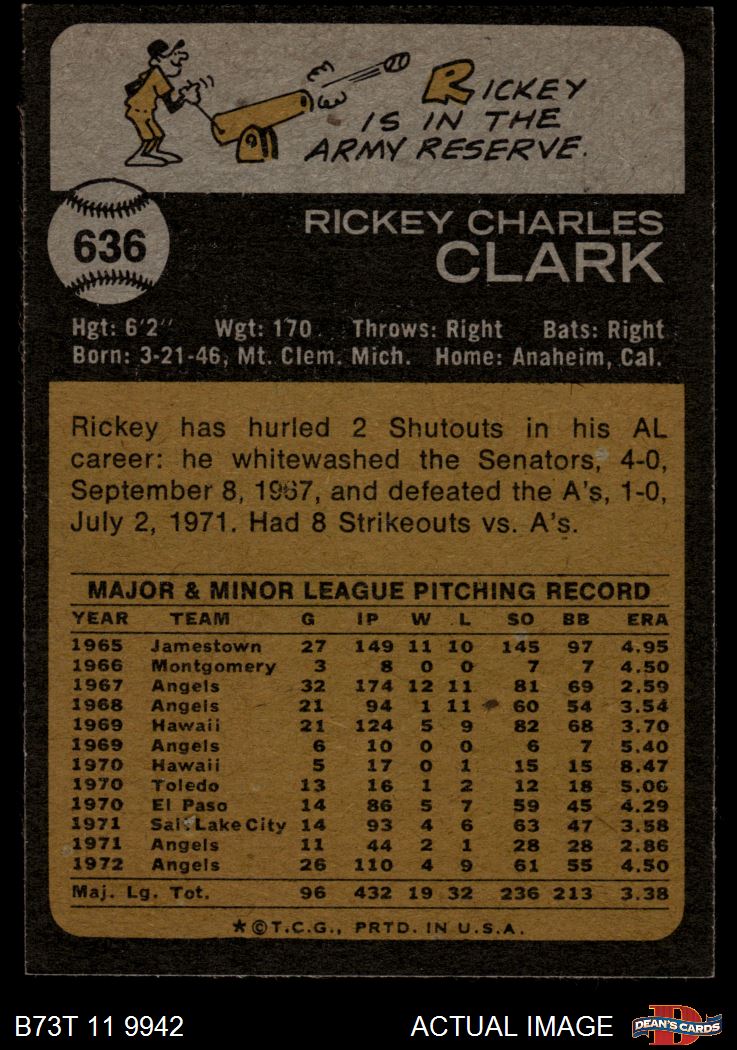 RICKEY
IS IN THE
ARMY RESERVE.
636
RICKEY CHARLES
CLARK
Hgt: 6'2" Wgt: 170 Throws: Right Bats: Right
Born: 3-21-46, Mt. Clem. Mich. Home: Anaheim, Cal.
Rickey has hurled 2 Shutouts in his AL
career: he whitewashed the Senators, 4-0,
September 8, 1967, and defeated the A's, 1-0,
July 2, 1971. Had 8 Strikeouts vs. A's.
MAJOR & MINOR LEAGUE PITCHING RECORD
YEAR TEAM G IP W L SO BB ERA
1965 Jamestown 27 149 11 10 145 97 4.95
1966 Montgomery 3 8 0 0 7 7 4.50
1967 Angels 32 174 12 11 81 69 2.59
1968 Angels 21 94 1 11 60 54 3.54
1969 Hawaii 21 124 5 9 82 68 3.70
1969 Angels 6 10 0 0 6 7 5.40
1970 Hawaii 5 17 0 1 15 15 8.47
1970 Toledo 13 16 1 2 12 18 5.06
1970 El Paso 14 86 5 7 59 45 4.29
1971 Salt Lake City 14 93 4 6 63 47 3.58
1971 Angels 11 44 2 1 28 28 2.86
1972 Angels 26 110 4 9 61 55 4.50
Maj. Lg. Tot. 96 432 19 32 236 213 3.38
★©T.C.G., PRTD. IN U.S.A.
B73T 11 9942 ACTUAL IMAGE DEAN'S CARDS